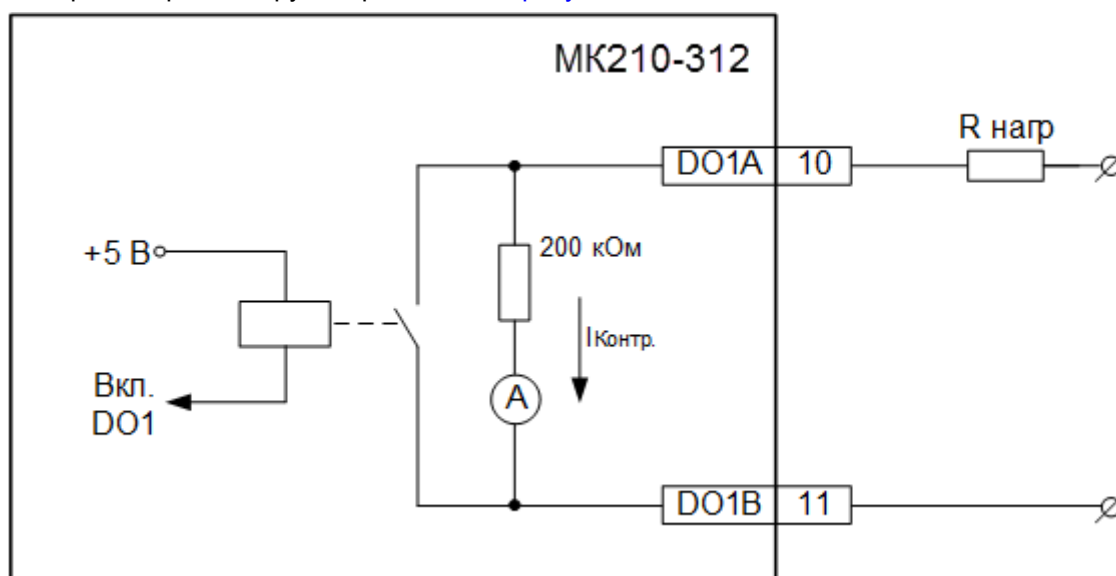 МК210-312
R нагр
DO1A 10
200 кОм
+5 В
Iконтр.
A
Вкл.
DO1
DO1B 11